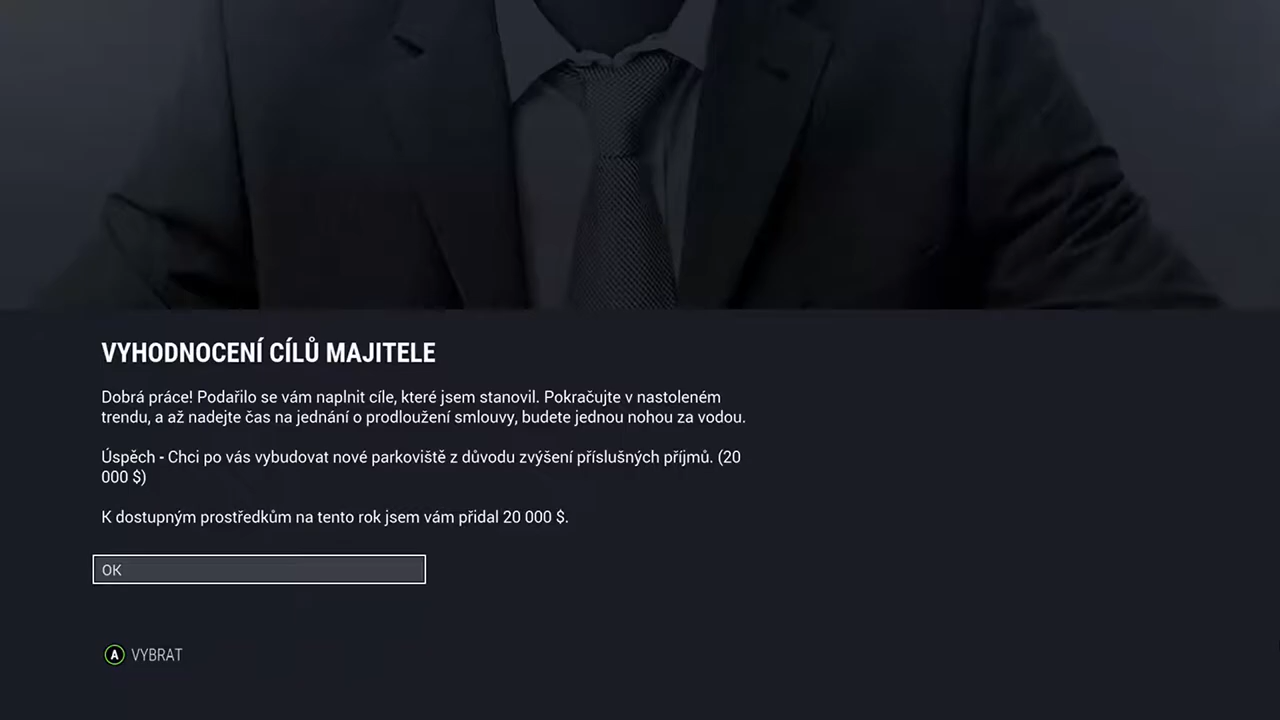 VYHODNOCENÍ CÍLŮ MAJITELE
Dobrá práce! Podařilo se vám naplnit cíle, které jsem stanovil. Pokračujte v nastoleném
trendu, a až nadejte čas na jednání o prodloužení smlouvy, budete jednou nohou za vodou.
Úspěch - Chci po vás vybudovat nové parkoviště z důvodu zvýšení příslušných příjmů. (20
000 $)
K dostupným prostředkům na tento rok jsem vám přidal 20 000 $.
OK
A VYBRAT